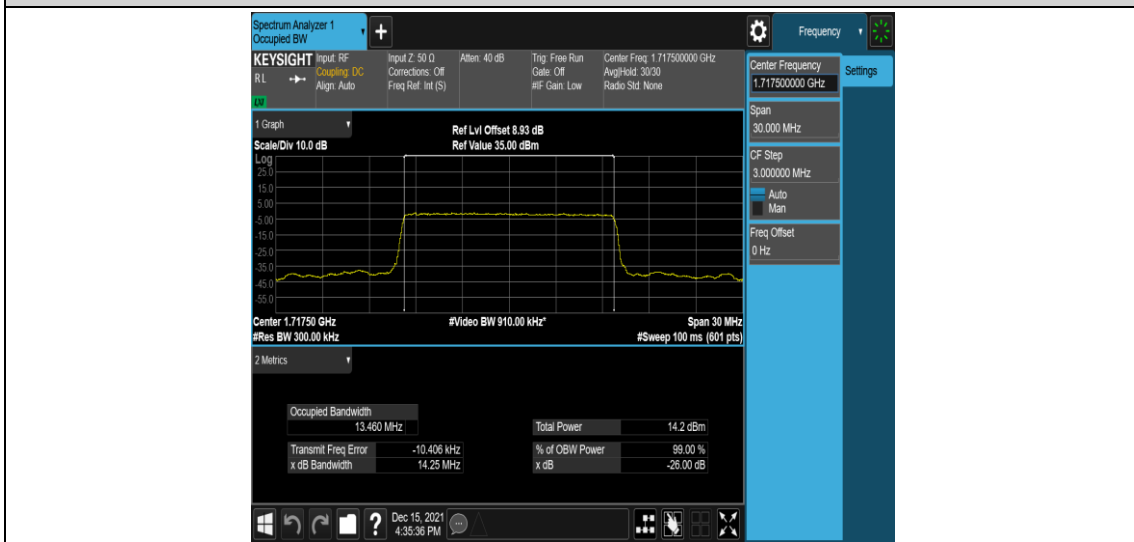 Spectrum Analyzer 1
Occupied BW
+
Frequency
KEYSIGHT
RL
LXI
Input: RF
Coupling: DC
Align: Auto
Input Z: 50 Ω
Corrections: Off
Freq Ref: Int (S)
Atten: 40 dB
Trig: Free Run
Gate: Off
#IF Gain: Low
Center Freq: 1.717500000 GHz
Avg|Hold: 30/30
Radio Std: None
Center Frequency
1.717500000 GHz
Settings
Span
30.000 MHz
CF Step
3.000000 MHz
Auto
Man
Freq Offset
0 Hz
1 Graph
Scale/Div 10.0 dB
Ref Lvl Offset 8.93 dB
Ref Value 35.00 dBm
Log
25.0
15.0
5.00
-5.00
-15.0
-25.0
-35.0
-45.0
-55.0
Center 1.71750 GHz
#Video BW 910.00 kHz*
Span 30 MHz
#Res BW 300.00 kHz
#Sweep 100 ms (601 pts)
2 Metrics
Occupied Bandwidth
13.460 MHz
Total Power 14.2 dBm
Transmit Freq Error -10.406 kHz
% of OBW Power 99.00 %
x dB Bandwidth 14.25 MHz
x dB -26.00 dB
?
Dec 15, 2021
4:35:36 PM